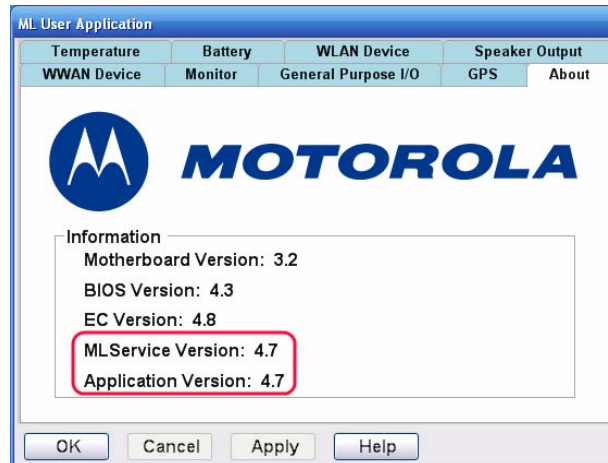 ML User Application
Temperature Battery WLAN Device Speaker Output
WWAN Device Monitor General Purpose I/O GPS About
MOTOROLA
Information
Motherboard Version: 3.2
BIOS Version: 4.3
EC Version: 4.8
MLService Version: 4.7
Application Version: 4.7
OK Cancel Apply Help